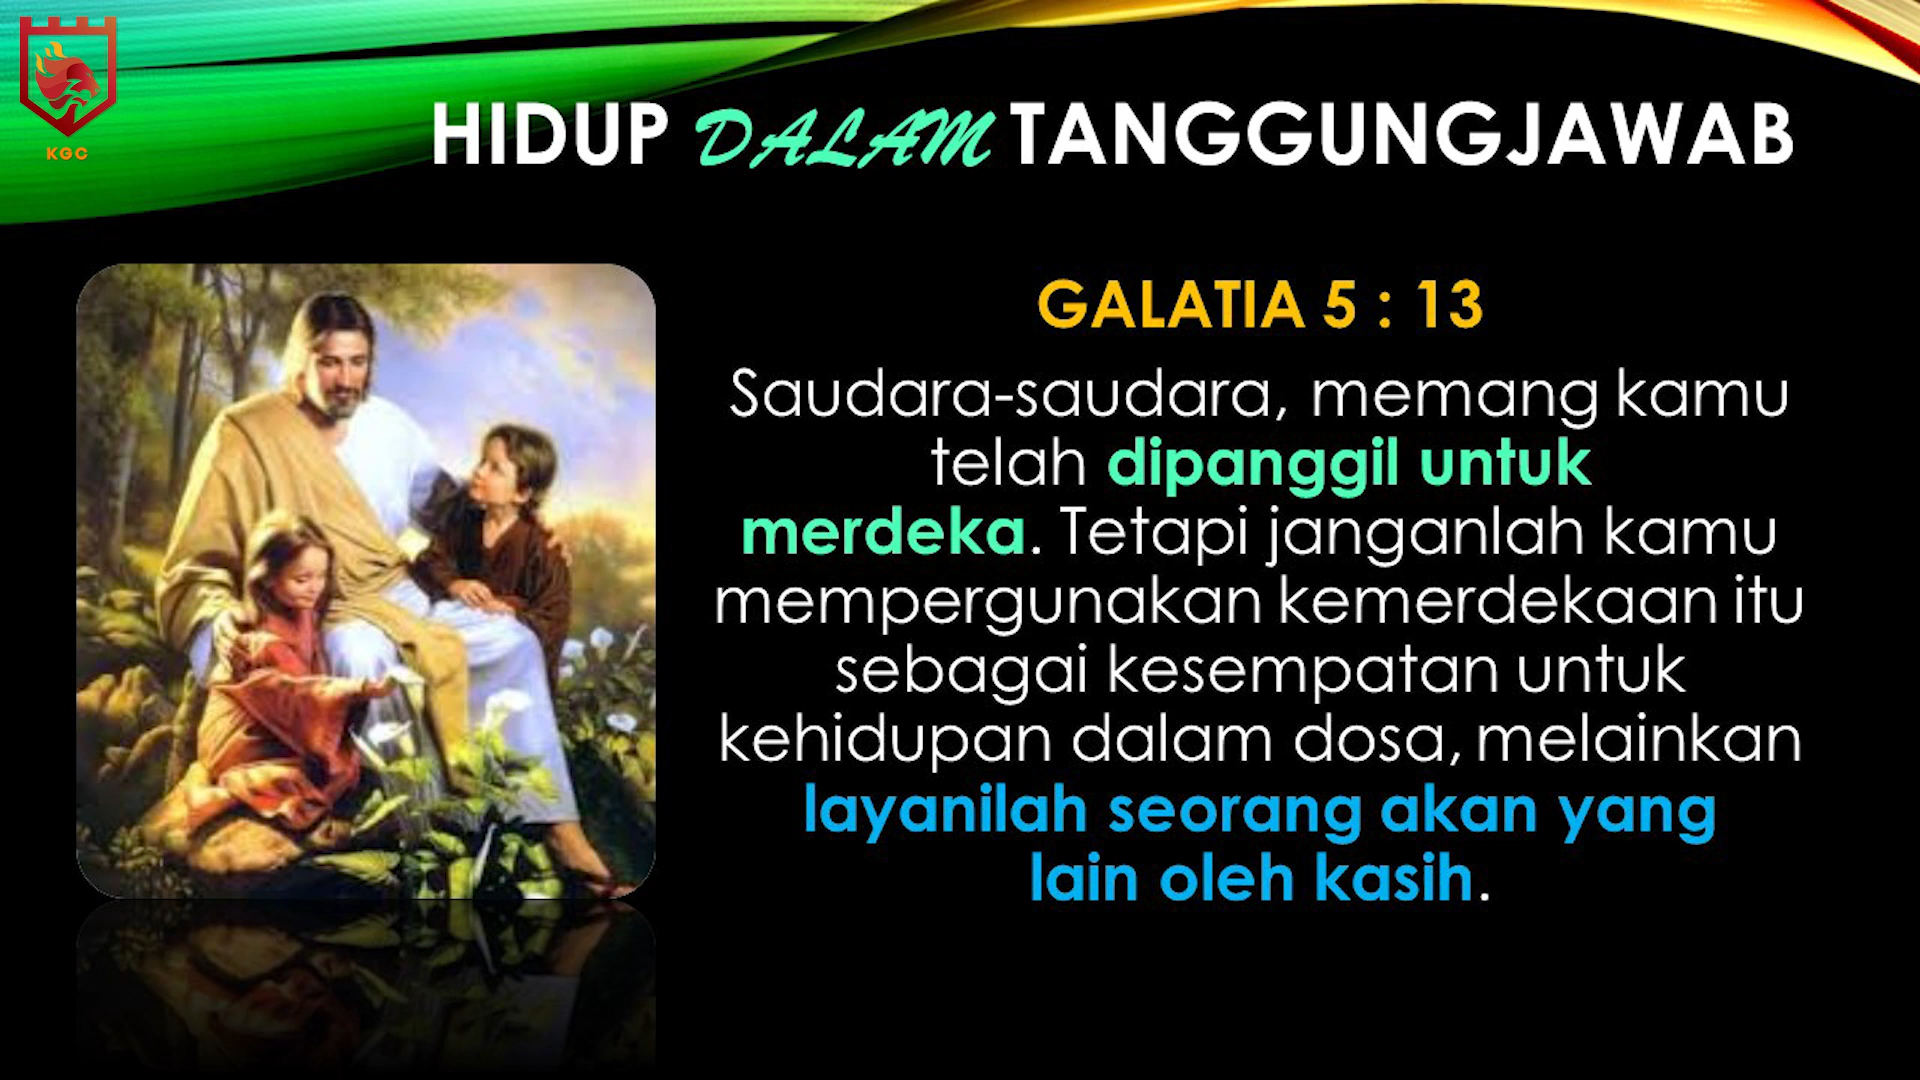 KGC
HIDUP DALAM TANGGUNGJAWAB
GALATIA 5 : 13
Saudara-saudara, memang kamu
telah dipanggil untuk
merdeka. Tetapi janganlah kamu
mempergunakan kemerdekaan itu
sebagai kesempatan untuk
kehidupan dalam dosa, melainkan
layanilah seorang akan yang
lain oleh kasih.